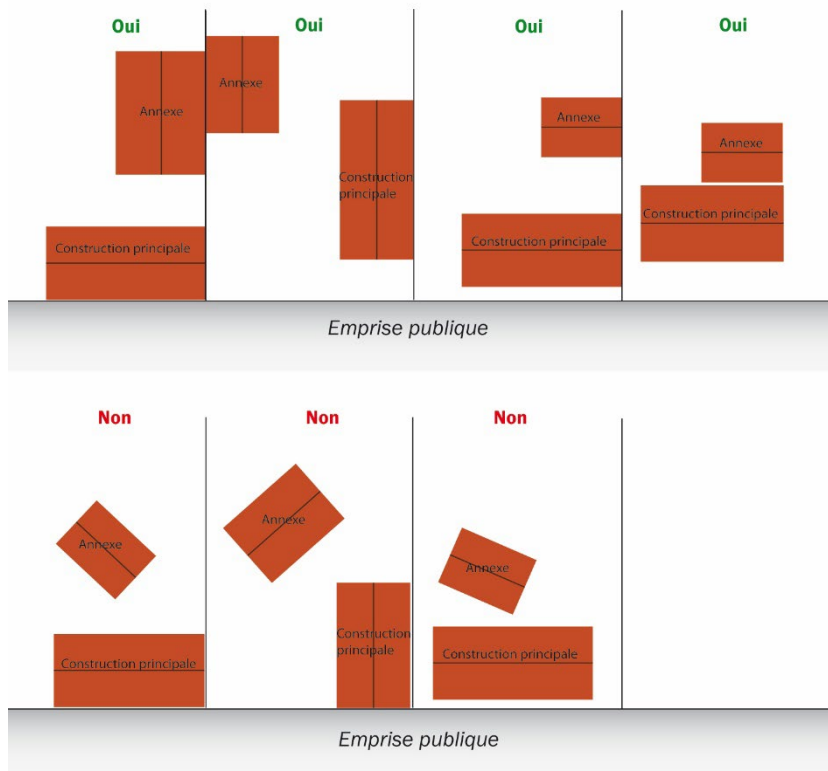 Oui
Oui
Oui
Oui
Annexe
Annexe
Annexe
Annexe
Construction
principale
Construction principale
Construction principale
Construction principale
Emprise publique
Non
Non
Non
Annexe
Annexe
Annexe
Construction principale
Construction
principale
Construction principale
Emprise publique